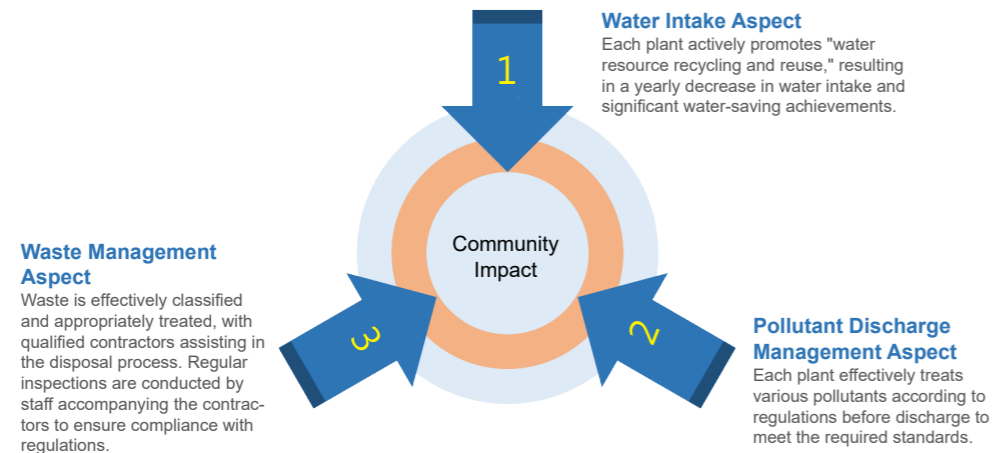 1
Water Intake Aspect
Each plant actively promotes "water
resource recycling and reuse," resulting
in a yearly decrease in water intake and
significant water-saving achievements.
Community
Impact
2
Pollutant Discharge
Management Aspect
Each plant effectively treats
various pollutants according to
regulations before discharge to
meet the required standards.
3
Waste Management
Aspect
Waste is effectively classified
and appropriately treated, with
qualified contractors assisting in
the disposal process. Regular
inspections are conducted by
staff accompanying the contrac-
tors to ensure compliance with
regulations.